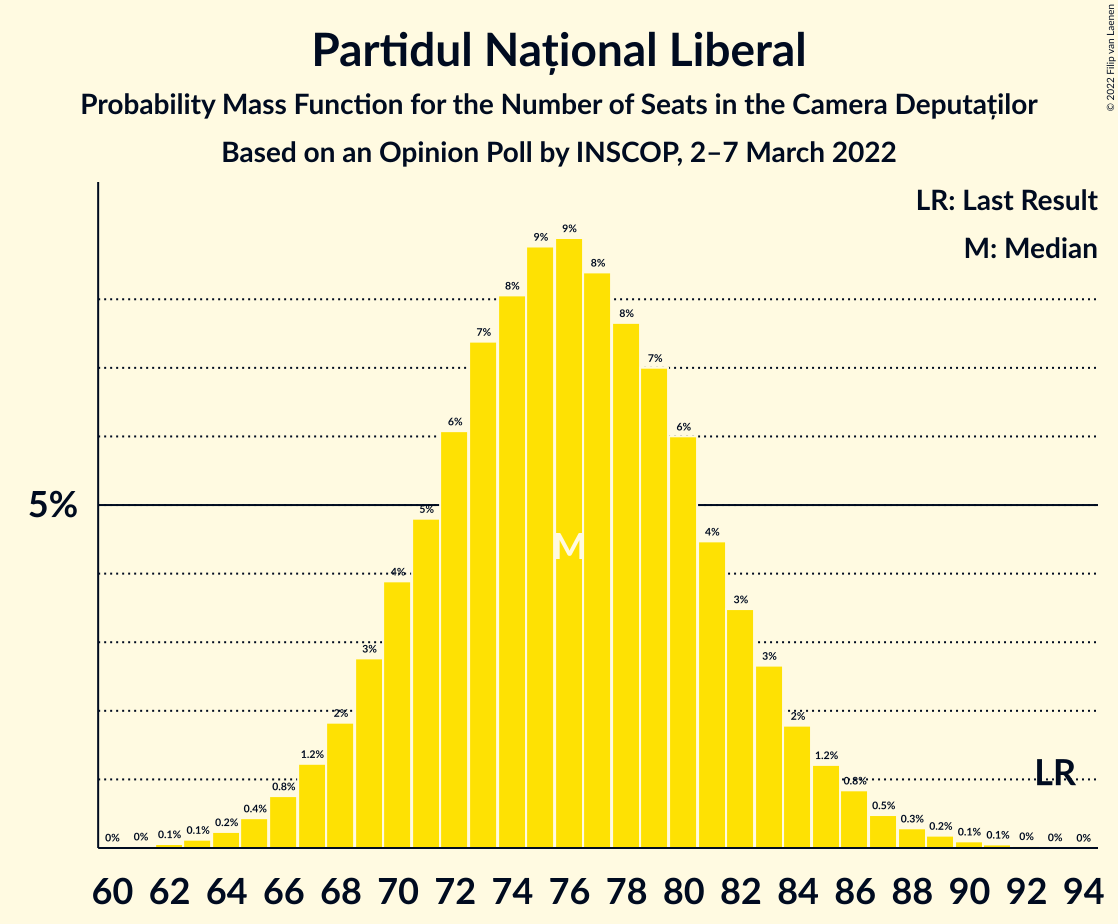 Partidul Național Liberal
Probability Mass Function for the Number of Seats in the Camera Deputaților
Based on an Opinion Poll by INSCOP, 2–7 March 2022
© 2022 Filip van Laenen
LR: Last Result
M: Median
5%
0% 0% 0.1% 0.1% 0.2% 0.4% 0.8% 1.2% 2% 3% 4% 5% 6% 7% 8% 9% 9% 8% 8% 7% 6% 4% 3% 3% 2% 1.2% 0.8% 0.5% 0.3% 0.2% 0.1% 0.1% 0% 0% 0%
M
LR
60 62 64 66 68 70 72 74 76 78 80 82 84 86 88 90 92 94